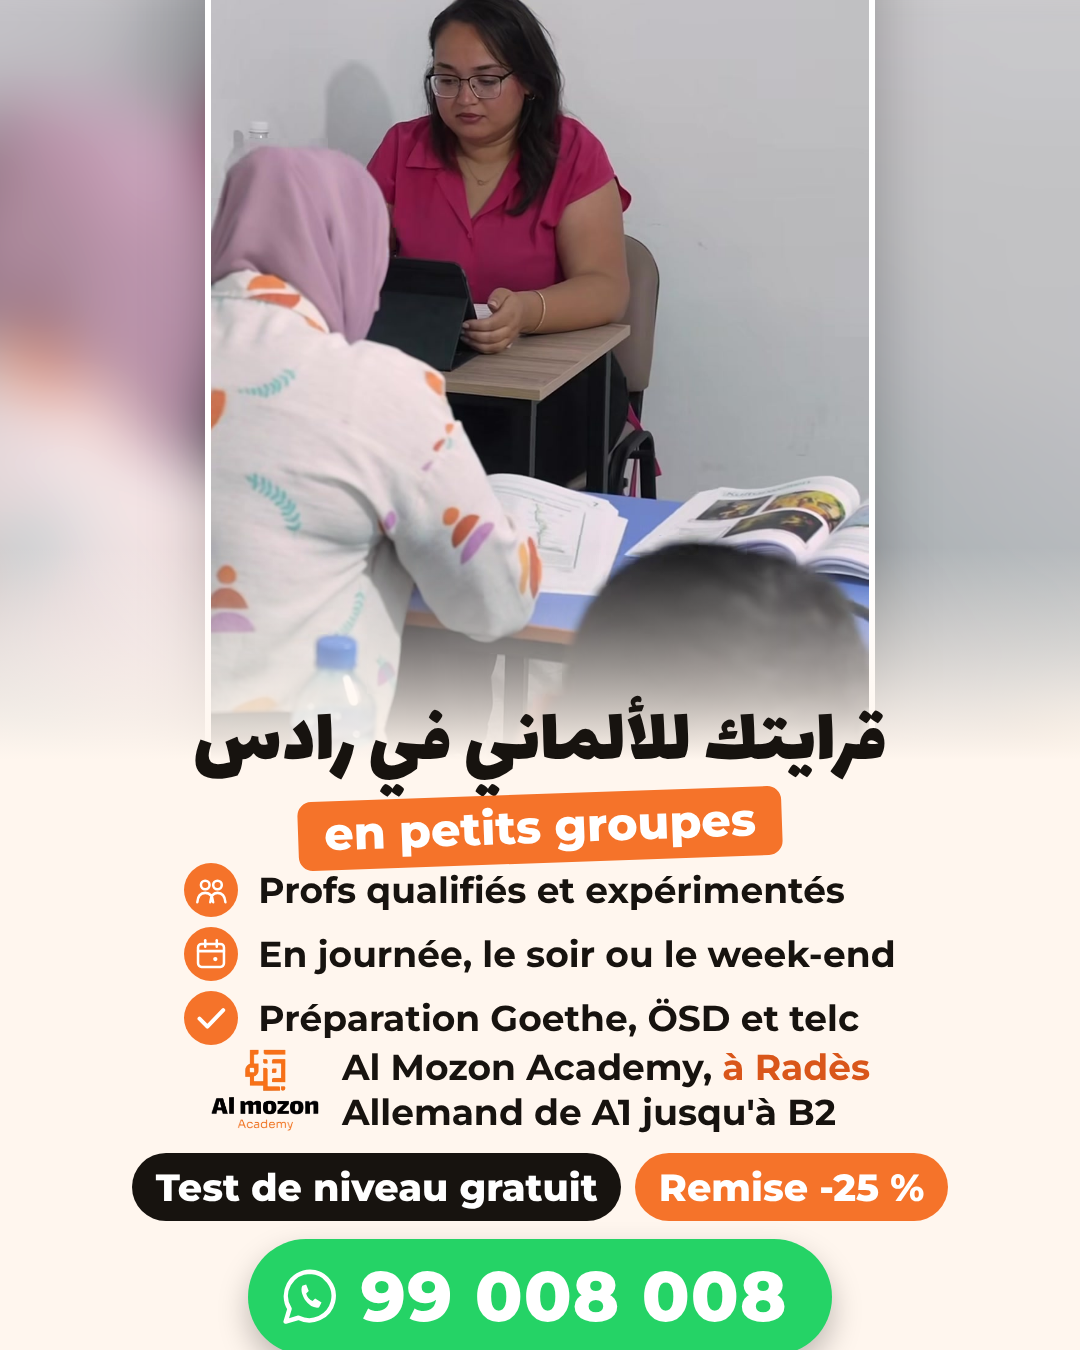 قرايتك للألماني في رادس
en petits groupes
Profs qualifiés et expérimentés
En journée, le soir ou le week-end
Préparation Goethe, ÖSD et telc
Al mozon
Academy
Al Mozon Academy, à Radès
Allemand de A1 jusqu'à B2
Test de niveau gratuit
Remise -25 %
99 008 008